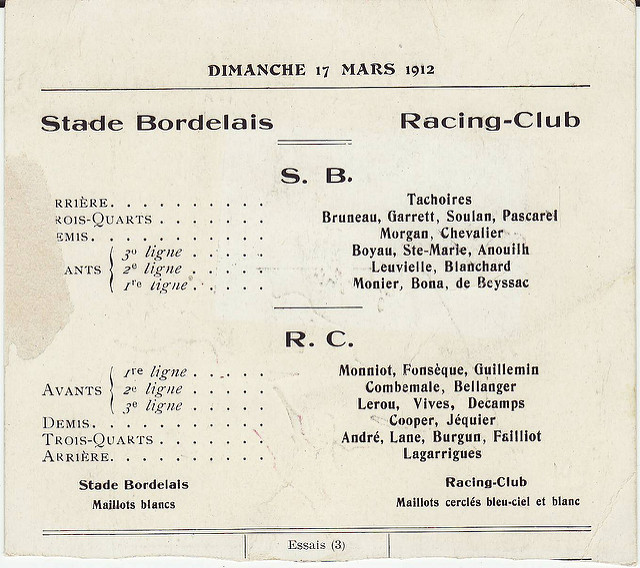 DIMANCHE 17 MARS 1912
Stade Bordelais Racing-Club
S. B.
RRIÈRE. . . . . . . . . . . Tachoires
ROIS-QUARTS . . . . . . . Bruneau, Garrett, Soulan, Pascarel
EMIS. . . . . . . . . . . . Morgan, Chevalier
3e ligne . . . . . Boyau, Ste-Marie, Anouilh
ANTS 2e ligne . . . . . Leuvielle, Blanchard
1re ligne . . . . . Monier, Bona, de Beyssac
R. C.
1re ligne . . . . . Monniot, Fonsèque, Guillemin
AVANTS 2e ligne . . . . . Combemale, Bellanger
3e ligne . . . . . Lerou, Vives, Decamps
DEMIS. . . . . . . . . . . . Cooper, Jéquier
TROIS-QUARTS . . . . . . . André, Lane, Burgun, Failliot
ARRIÈRE. . . . . . . . . . . Lagarrigues
Stade Bordelais Racing-Club
Maillots blancs Maillots cerclés bleu-ciel et blanc
Essais (3)